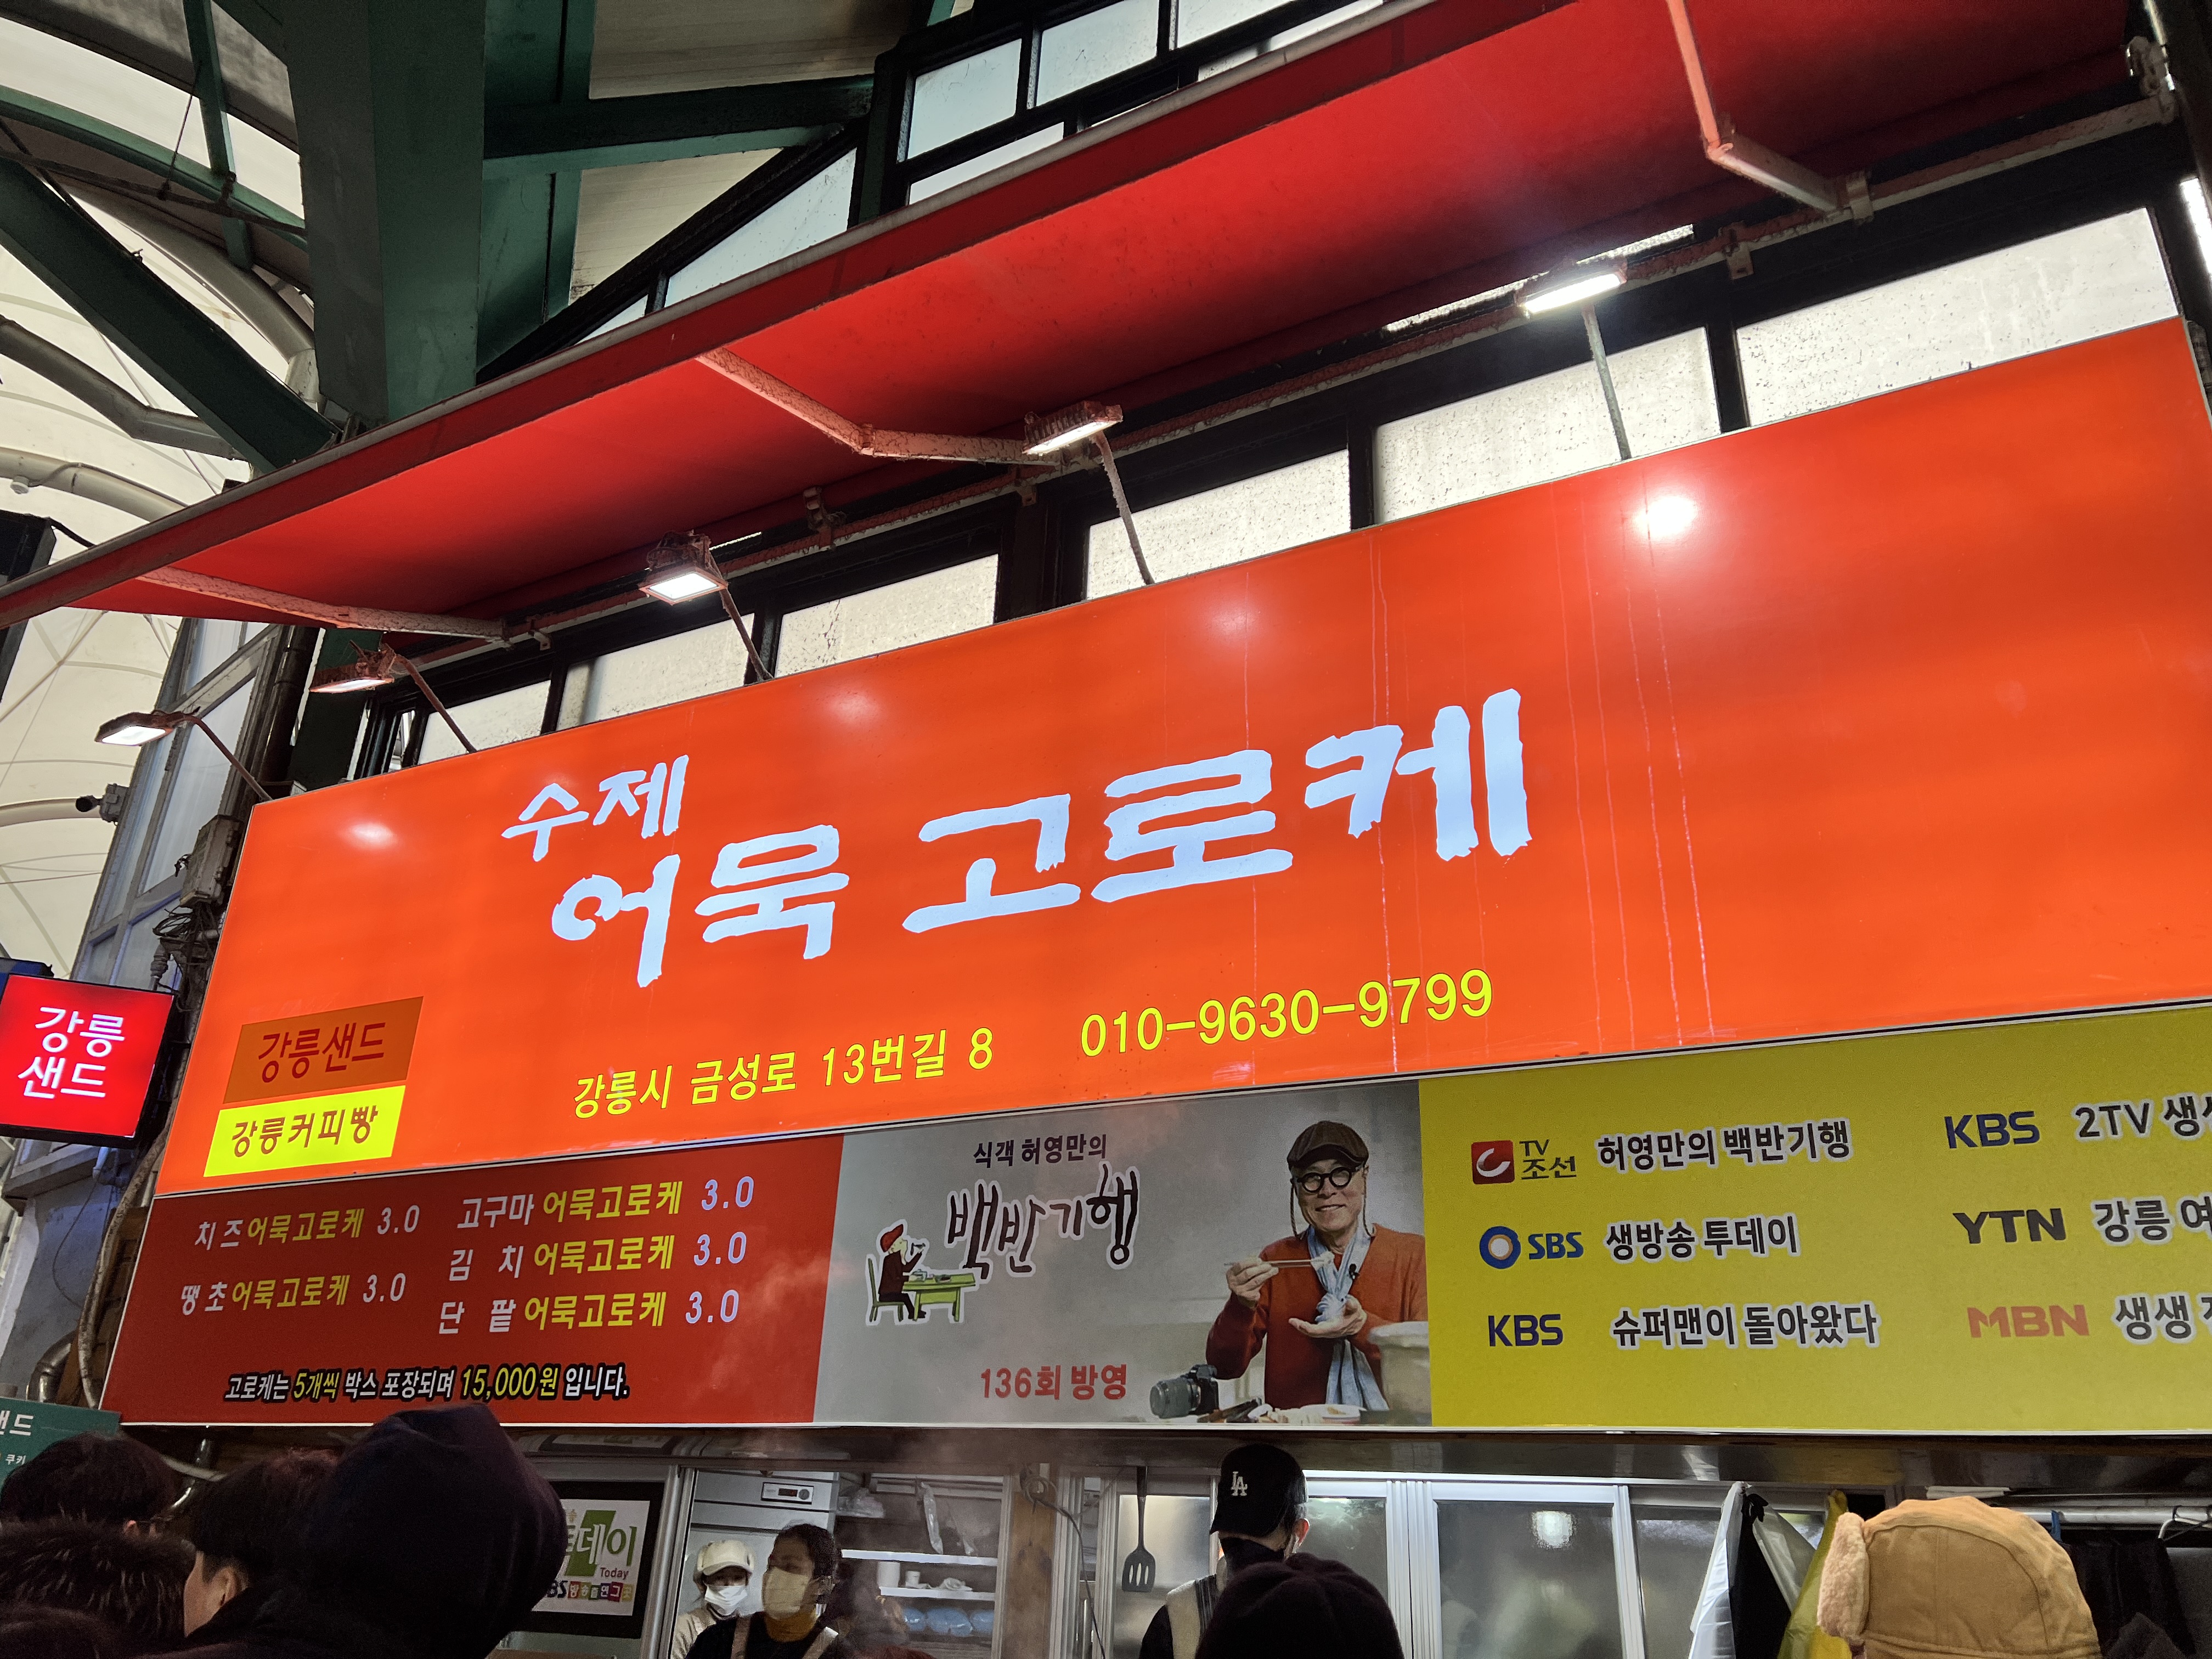 수제
어묵 고로케
강릉샌드
강릉커피빵
강릉시 금성로 13번길 8 010-9630-9799
강릉
샌드
치즈어묵고로케 3.0
땡초어묵고로케 3.0
고구마 어묵고로케 3.0
김 치 어묵고로케 3.0
단 팥 어묵고로케 3.0
고로케는 5개씩 박스 포장되며 15,000원 입니다.
식객 허영만의
백반기행
136회 방영
TV
조선 허영만의 백반기행
SBS 생방송 투데이
KBS 슈퍼맨이 돌아왔다
KBS 2TV
YTN 강릉
MBN 생생
쿠키
LA
Today